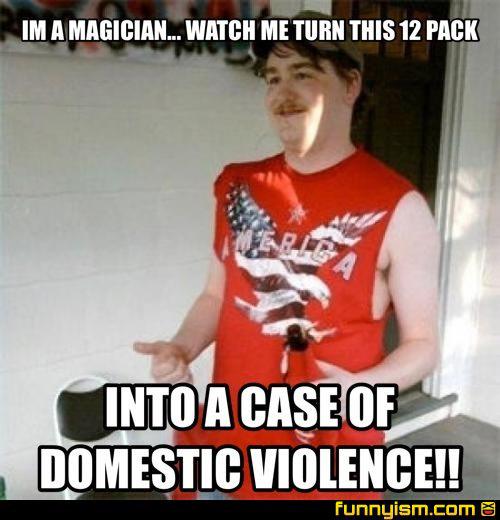 IM A MAGICIAN... WATCH ME TURN THIS 12 PACK
AMERICA
INTO A CASE OF
DOMESTIC VIOLENCE!!
funnyism.com